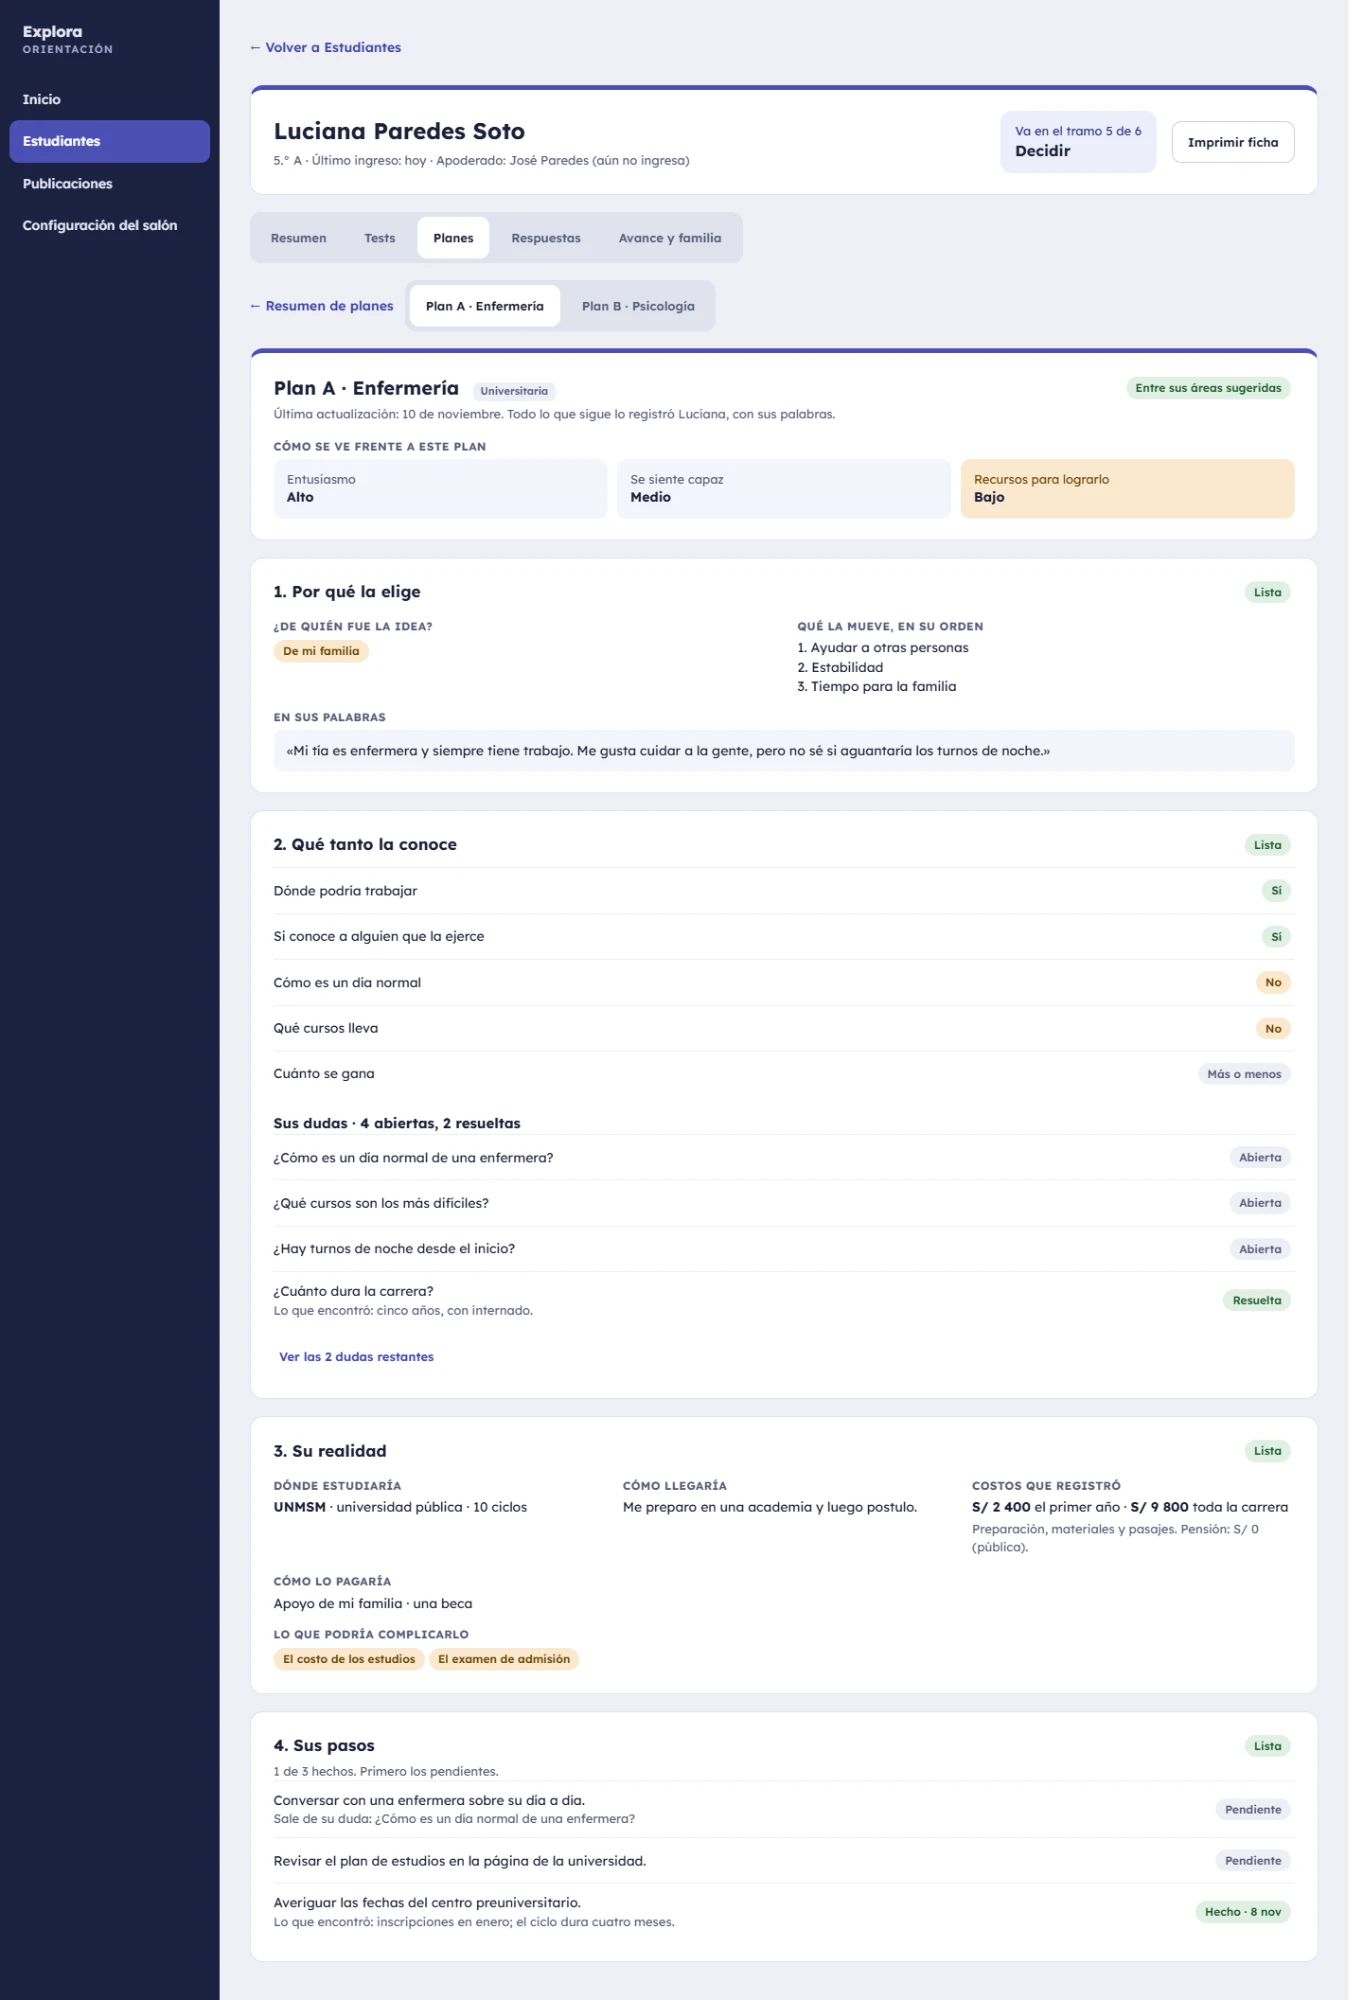 Explora
ORIENTACIÓN
Inicio
Estudiantes
Publicaciones
Configuración del salón
← Volver a Estudiantes
Luciana Paredes Soto
5.° A · Último ingreso: hoy · Apoderado: José Paredes (aún no ingresa)
Va en el tramo 5 de 6
Decidir
Imprimir ficha
Resumen
Tests
Planes
Respuestas
Avance y familia
← Resumen de planes
Plan A · Enfermería
Plan B · Psicología
Plan A · Enfermería
Universitaria
Entre sus áreas sugeridas
Última actualización: 10 de noviembre. Todo lo que sigue lo registró Luciana, con sus palabras.
CÓMO SE VE FRENTE A ESTE PLAN
Entusiasmo
Alto
Se siente capaz
Medio
Recursos para lograrlo
Bajo
1. Por qué la elige
Lista
¿DE QUIÉN FUE LA IDEA?
De mi familia
QUÉ LA MUEVE, EN SU ORDEN
1. Ayudar a otras personas
2. Estabilidad
3. Tiempo para la familia
EN SUS PALABRAS
«Mi tía es enfermera y siempre tiene trabajo. Me gusta cuidar a la gente, pero no sé si aguantaría los turnos de noche.»
2. Qué tanto la conoce
Lista
Dónde podría trabajar
Sí
Si conoce a alguien que la ejerce
Sí
Cómo es un día normal
No
Qué cursos lleva
No
Cuánto se gana
Más o menos
Sus dudas · 4 abiertas, 2 resueltas
¿Cómo es un día normal de una enfermera?
Abierta
¿Qué cursos son los más difíciles?
Abierta
¿Hay turnos de noche desde el inicio?
Abierta
¿Cuánto dura la carrera?
Lo que encontró: cinco años, con internado.
Resuelta
Ver las 2 dudas restantes
3. Su realidad
Lista
DÓNDE ESTUDIARÍA
UNMSM · universidad pública · 10 ciclos
CÓMO LLEGARÍA
Me preparo en una academia y luego postulo.
COSTOS QUE REGISTRÓ
S/ 2 400 el primer año · S/ 9 800 toda la carrera
Preparación, materiales y pasajes. Pensión: S/ 0
(pública).
CÓMO LO PAGARÍA
Apoyo de mi familia · una beca
LO QUE PODRÍA COMPLICARLO
El costo de los estudios
El examen de admisión
4. Sus pasos
Lista
1 de 3 hechos. Primero los pendientes.
Conversar con una enfermera sobre su día a día.
Sale de su duda: ¿Cómo es un día normal de una enfermera?
Pendiente
Revisar el plan de estudios en la página de la universidad.
Pendiente
Averiguar las fechas del centro preuniversitario.
Lo que encontró: inscripciones en enero; el ciclo dura cuatro meses.
Hecho · 8 nov